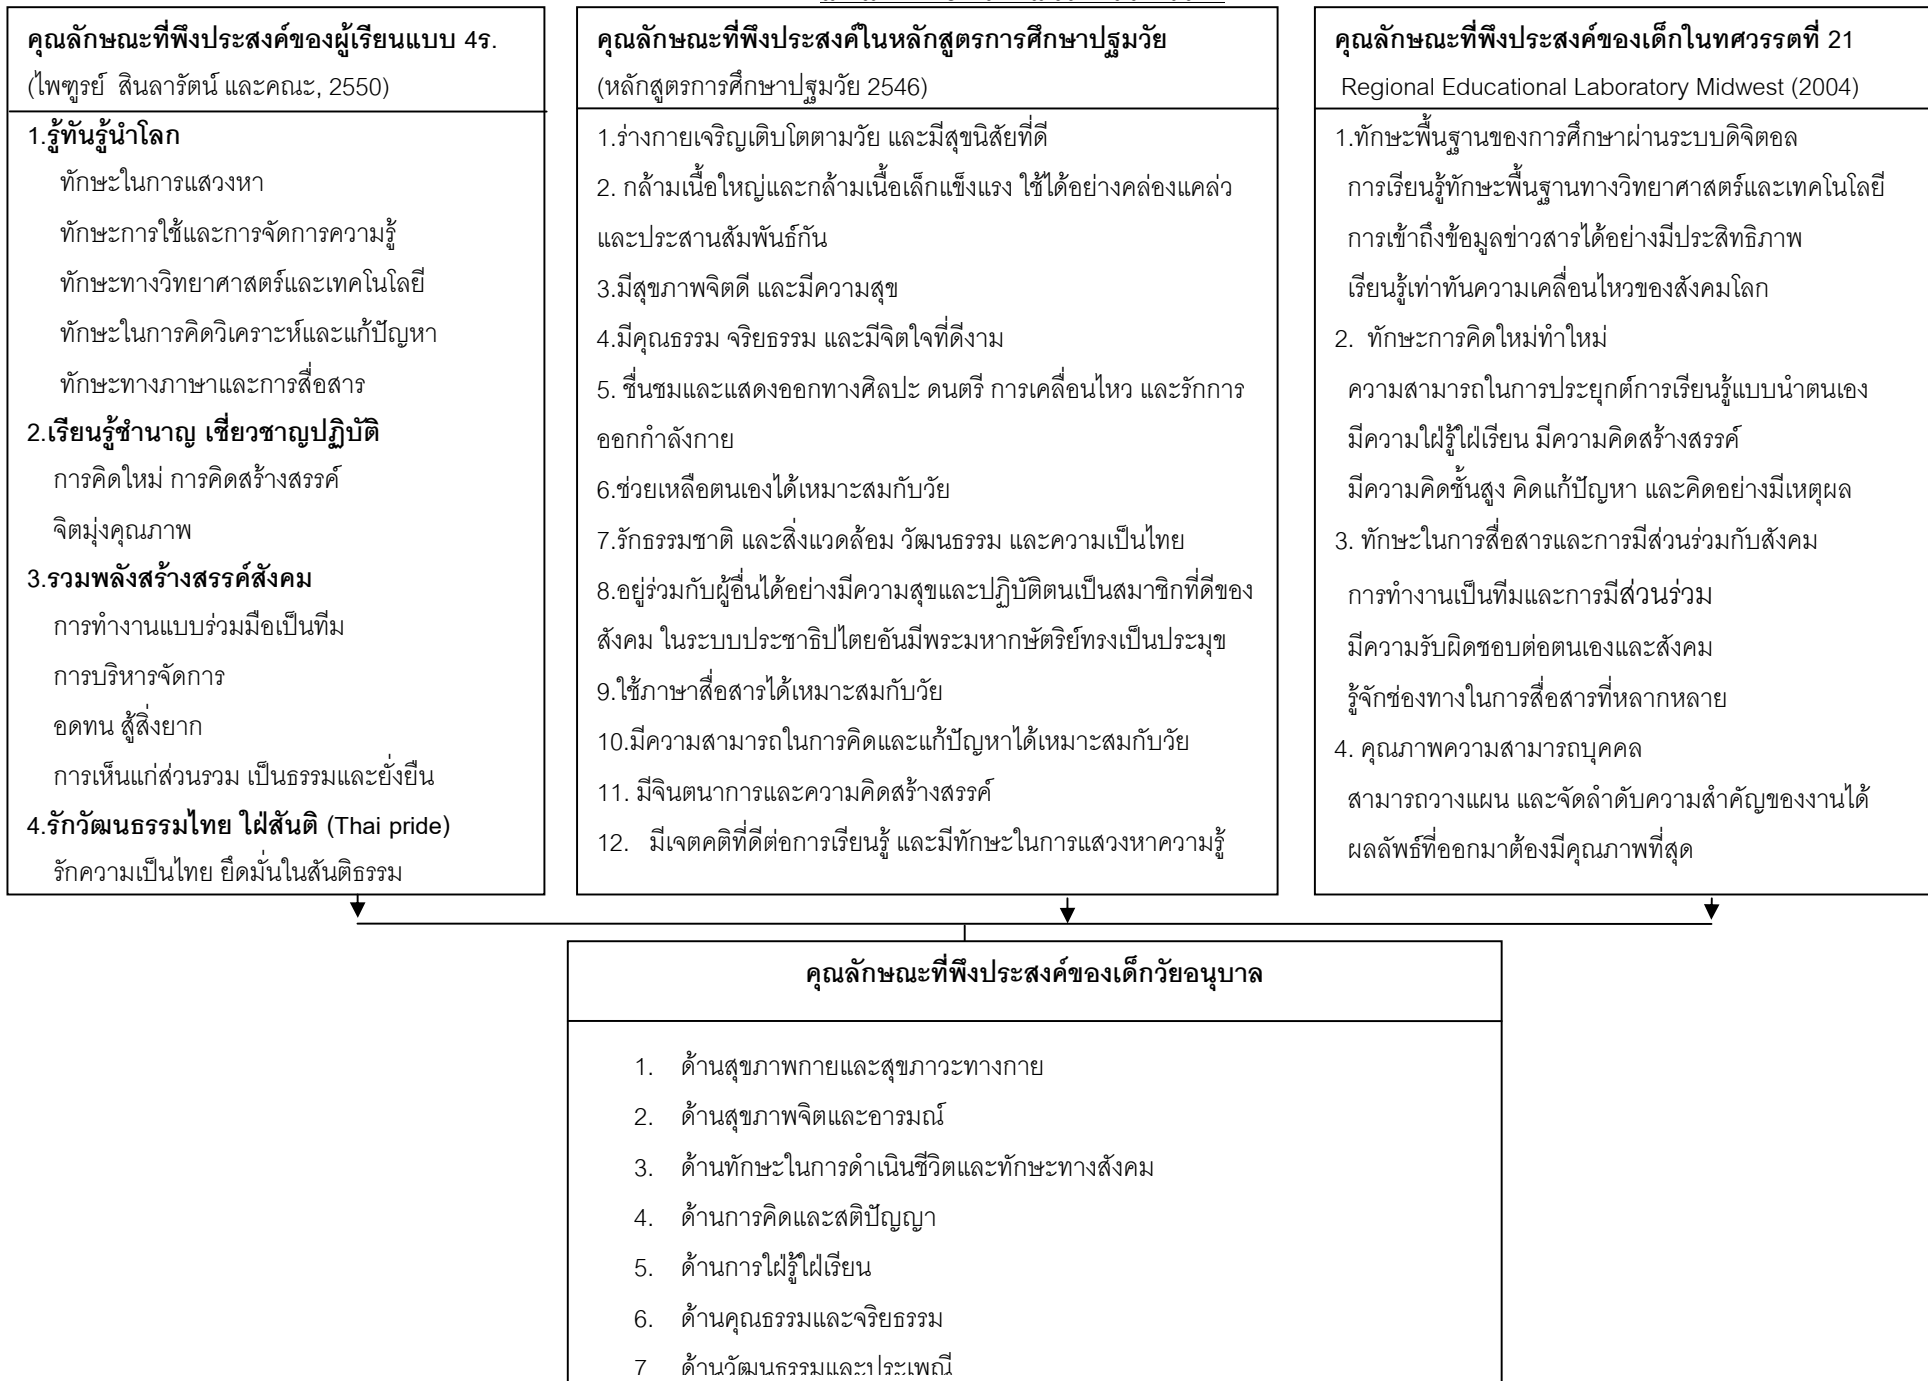 คุณลักษณะที่พึงประสงค์ของผู้เรียนแบบ 4ร.
(ไพฑูรย์ สินลารัตน์ และคณะ, 2550)
1.รู้ทันรู้นำโลก
ทักษะในการแสวงหา
ทักษะการใช้และการจัดการความรู้
ทักษะทางวิทยาศาสตร์และเทคโนโลยี
ทักษะในการคิดวิเคราะห์และแก้ปัญหา
ทักษะทางภาษาและการสื่อสาร
2.เรียนรู้ชำนาญ เชี่ยวชาญปฏิบัติ
การคิดใหม่ การคิดสร้างสรรค์
จิตมุ่งคุณภาพ
3.รวมพลังสร้างสรรค์สังคม
การทำงานแบบร่วมมือเป็นทีม
การบริหารจัดการ
อดทน สู้สิ่งยาก
การเห็นแก่ส่วนรวม เป็นธรรมและยั่งยืน
4.รักวัฒนธรรมไทย ใฝ่สันติ (Thai pride)
รักความเป็นไทย ยึดมั่นในสันติธรรม
คุณลักษณะที่พึงประสงค์ในหลักสูตรการศึกษาปฐมวัย
(หลักสูตรการศึกษาปฐมวัย 2546)
1.ร่างกายเจริญเติบโตตามวัย และมีสุขนิสัยที่ดี
2. กล้ามเนื้อใหญ่และกล้ามเนื้อเล็กแข็งแรง ใช้ได้อย่างคล่องแคล่ว
และประสานสัมพันธ์กัน
3.มีสุขภาพจิตดี และมีความสุข
4.มีคุณธรรม จริยธรรม และมีจิตใจที่ดีงาม
5. ชื่นชมและแสดงออกทางศิลปะ ดนตรี การเคลื่อนไหว และรักการ
ออกกำลังกาย
6.ช่วยเหลือตนเองได้เหมาะสมกับวัย
7.รักธรรมชาติ และสิ่งแวดล้อม วัฒนธรรม และความเป็นไทย
8.อยู่ร่วมกับผู้อื่นได้อย่างมีความสุขและปฏิบัติตนเป็นสมาชิกที่ดีของ
สังคม ในระบบประชาธิปไตยอันมีพระมหากษัตริย์ทรงเป็นประมุข
9.ใช้ภาษาสื่อสารได้เหมาะสมกับวัย
10.มีความสามารถในการคิดและแก้ปัญหาได้เหมาะสมกับวัย
11. มีจินตนาการและความคิดสร้างสรรค์
12. มีเจตคติที่ดีต่อการเรียนรู้ และมีทักษะในการแสวงหาความรู้
คุณลักษณะที่พึงประสงค์ของเด็กในทศวรรตที่ 21
Regional Educational Laboratory Midwest (2004)
1.ทักษะพื้นฐานของการศึกษาผ่านระบบดิจิตอล
การเรียนรู้ทักษะพื้นฐานทางวิทยาศาสตร์และเทคโนโลยี
การเข้าถึงข้อมูลข่าวสารได้อย่างมีประสิทธิภาพ
เรียนรู้เท่าทันความเคลื่อนไหวของสังคมโลก
2. ทักษะการคิดใหม่ทำใหม่
ความสามารถในการประยุกต์การเรียนรู้แบบนำตนเอง
มีความใฝ่รู้ใฝ่เรียน มีความคิดสร้างสรรค์
มีความคิดชั้นสูง คิดแก้ปัญหา และคิดอย่างมีเหตุผล
3. ทักษะในการสื่อสารและการมีส่วนร่วมกับสังคม
การทำงานเป็นทีมและการมีส่วนร่วม
มีความรับผิดชอบต่อตนเองและสังคม
รู้จักช่องทางในการสื่อสารที่หลากหลาย
4. คุณภาพความสามารถบุคคล
สามารถวางแผน และจัดลำดับความสำคัญของงานได้
ผลลัพธ์ที่ออกมาต้องมีคุณภาพที่สุด
คุณลักษณะที่พึงประสงค์ของเด็กวัยอนุบาล
1. ด้านสุขภาพกายและสุขภาวะทางกาย
2. ด้านสุขภาพจิตและอารมณ์
3. ด้านทักษะในการดำเนินชีวิตและทักษะทางสังคม
4. ด้านการคิดและสติปัญญา
5. ด้านการใฝ่รู้ใฝ่เรียน
6. ด้านคุณธรรมและจริยธรรม
7 ด้านวัฒนธรรมและประเพณี